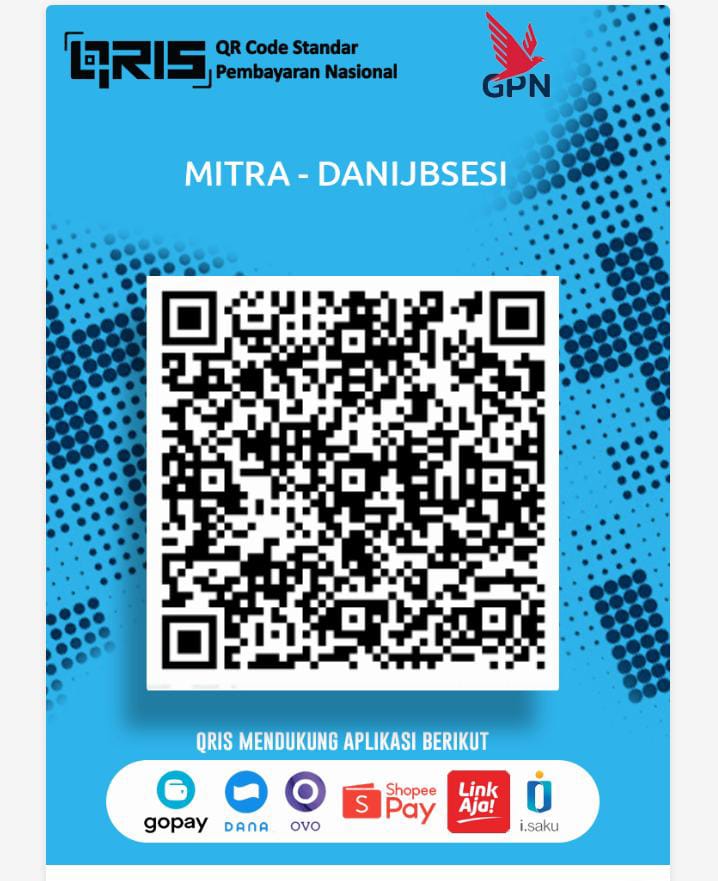 QRIS
QR Code Standar
Pembayaran Nasional
GPN
MITRA - DANIJBSESI
QRIS MENDUKUNG APLIKASI BERIKUT
gopay
DANA
OVO
S
Shopee
Pay
Link
Aja!
i.saku